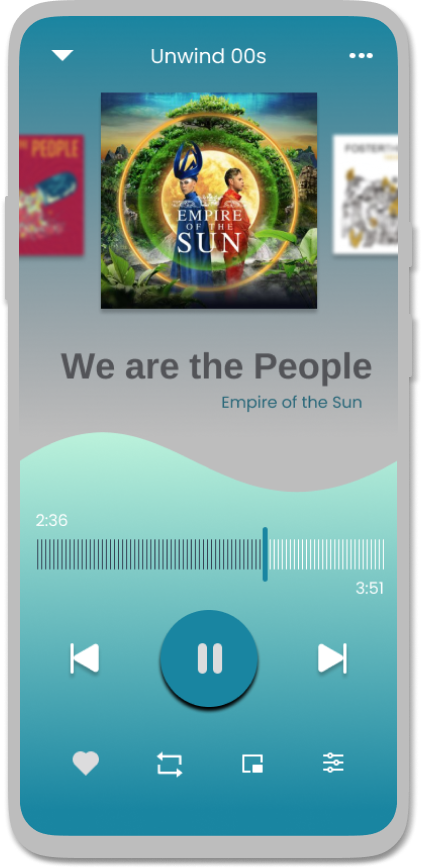 Unwind 00s
PEOPLE
EMPIRE
OF THE
SUN
FOSTER TH
We are the People
Empire of the Sun
2:36
3:51